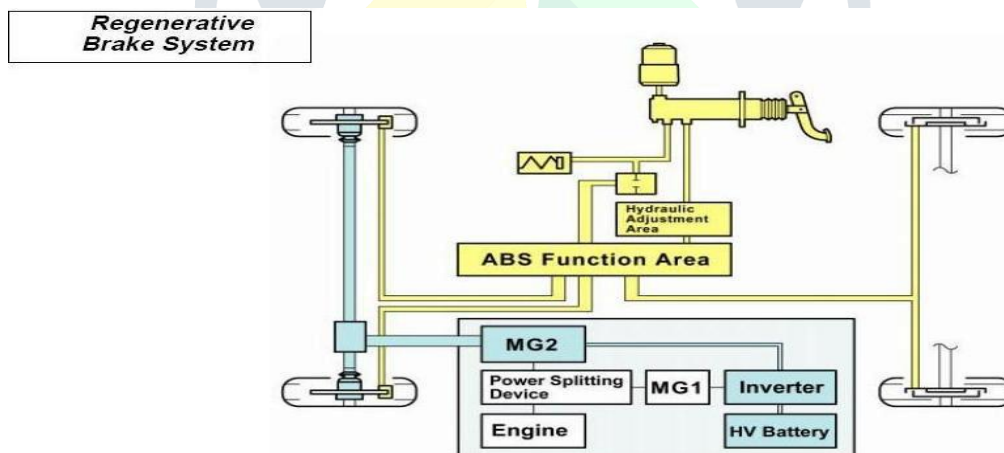 Regenerative
Brake System
Hydraulic
Adjustment
Area
ABS Function Area
MG2
Power Splitting
Device
MG1
Inverter
Engine
HV Battery